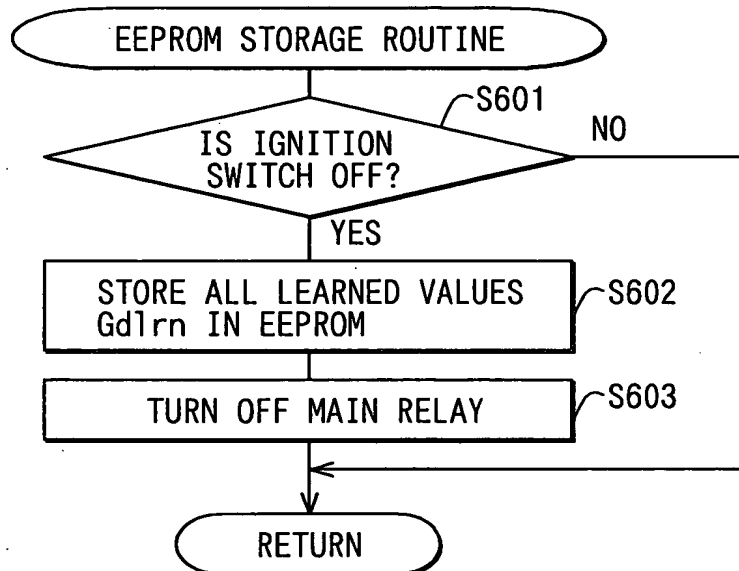 EEPROM STORAGE ROUTINE
S601
IS IGNITION
SWITCH OFF?
NO
YES
STORE ALL LEARNED VALUES
Gdlrn IN EEPROM
S602
TURN OFF MAIN RELAY
S603
RETURN